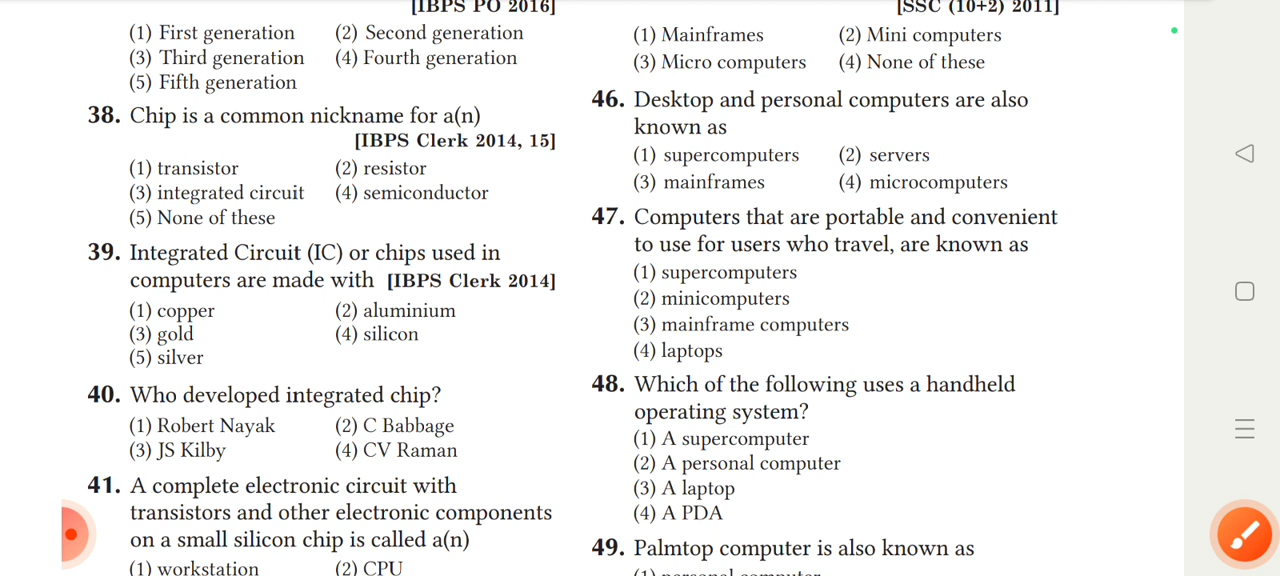 [IBPS PO 2016]
(1) First generation (2) Second generation
(3) Third generation (4) Fourth generation
(5) Fifth generation
38. Chip is a common nickname for a(n)
[IBPS Clerk 2014, 15]
(1) transistor (2) resistor
(3) integrated circuit (4) semiconductor
(5) None of these
39. Integrated Circuit (IC) or chips used in
computers are made with [IBPS Clerk 2014]
(1) copper (2) aluminium
(3) gold (4) silicon
(5) silver
40. Who developed integrated chip?
(1) Robert Nayak (2) C Babbage
(3) JS Kilby (4) CV Raman
41. A complete electronic circuit with
transistors and other electronic components
on a small silicon chip is called a(n)
(1) workstation (2) CPU
[SSC (10+2) 2011]
(1) Mainframes (2) Mini computers
(3) Micro computers (4) None of these
46. Desktop and personal computers are also
known as
(1) supercomputers (2) servers
(3) mainframes (4) microcomputers
47. Computers that are portable and convenient
to use for users who travel, are known as
(1) supercomputers
(2) minicomputers
(3) mainframe computers
(4) laptops
48. Which of the following uses a handheld
operating system?
(1) A supercomputer
(2) A personal computer
(3) A laptop
(4) A PDA
49. Palmtop computer is also known as
(1) personal computer